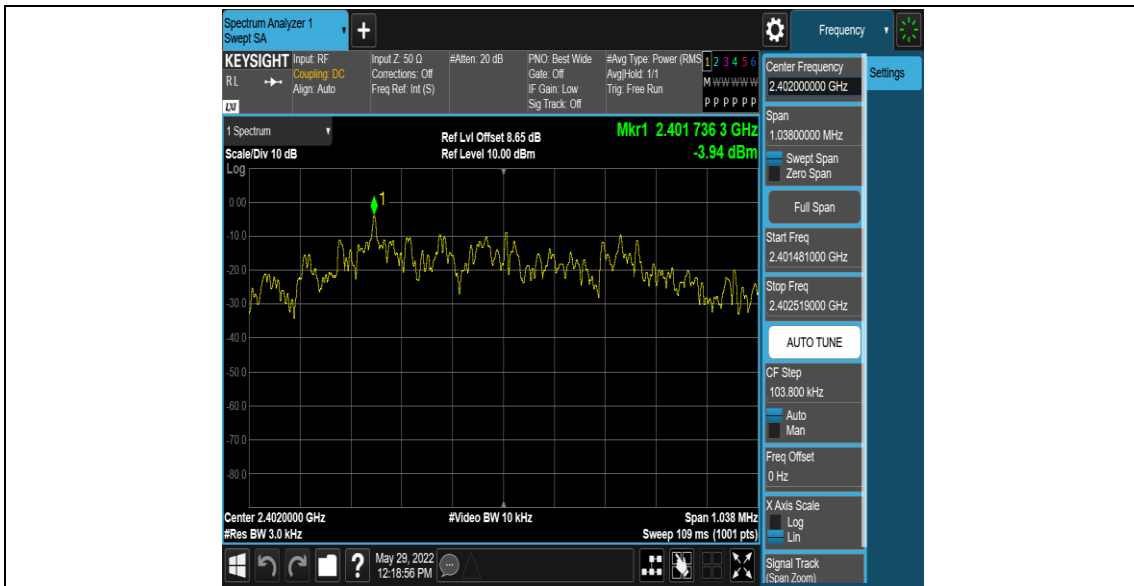 Spectrum Analyzer 1
Swept SA
+
Frequency
KEYSIGHT
R L
LXI
Input: RF
Coupling: DC
Align: Auto
Input Z: 50 Ω
Corrections: Off
Freq Ref: Int (S)
#Atten: 20 dB
PNO: Best Wide
Gate: Off
IF Gain: Low
Sig Track: Off
#Avg Type: Power (RMS
Avg|Hold: 1/1
Trig: Free Run
1 2 3 4 5 6
M W W W W W
P P P P P P
1 Spectrum
Scale/Div 10 dB
Ref Lvl Offset 8.65 dB
Ref Level 10.00 dBm
Mkr1 2.401 736 3 GHz
-3.94 dBm
Log
1
0.00
-10.0
-20.0
-30.0
-40.0
-50.0
-60.0
-70.0
-80.0
Center 2.4020000 GHz
#Video BW 10 kHz
Span 1.038 MHz
#Res BW 3.0 kHz
Sweep 109 ms (1001 pts)
?
May 29, 2022
12:18:56 PM
Center Frequency
2.402000000 GHz
Settings
Span
1.03800000 MHz
Swept Span
Zero Span
Full Span
Start Freq
2.401481000 GHz
Stop Freq
2.402519000 GHz
AUTO TUNE
CF Step
103.800 kHz
Auto
Man
Freq Offset
0 Hz
X Axis Scale
Log
Lin
Signal Track
(Span Zoom)